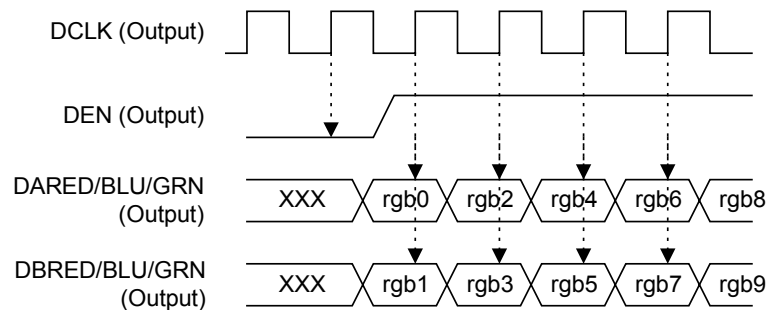 DCLK (Output)
DEN (Output)
DARED/BLU/GRN
(Output)
XXX rgb0 rgb2 rgb4 rgb6 rgb8
DBRED/BLU/GRN
(Output)
XXX rgb1 rgb3 rgb5 rgb7 rgb9